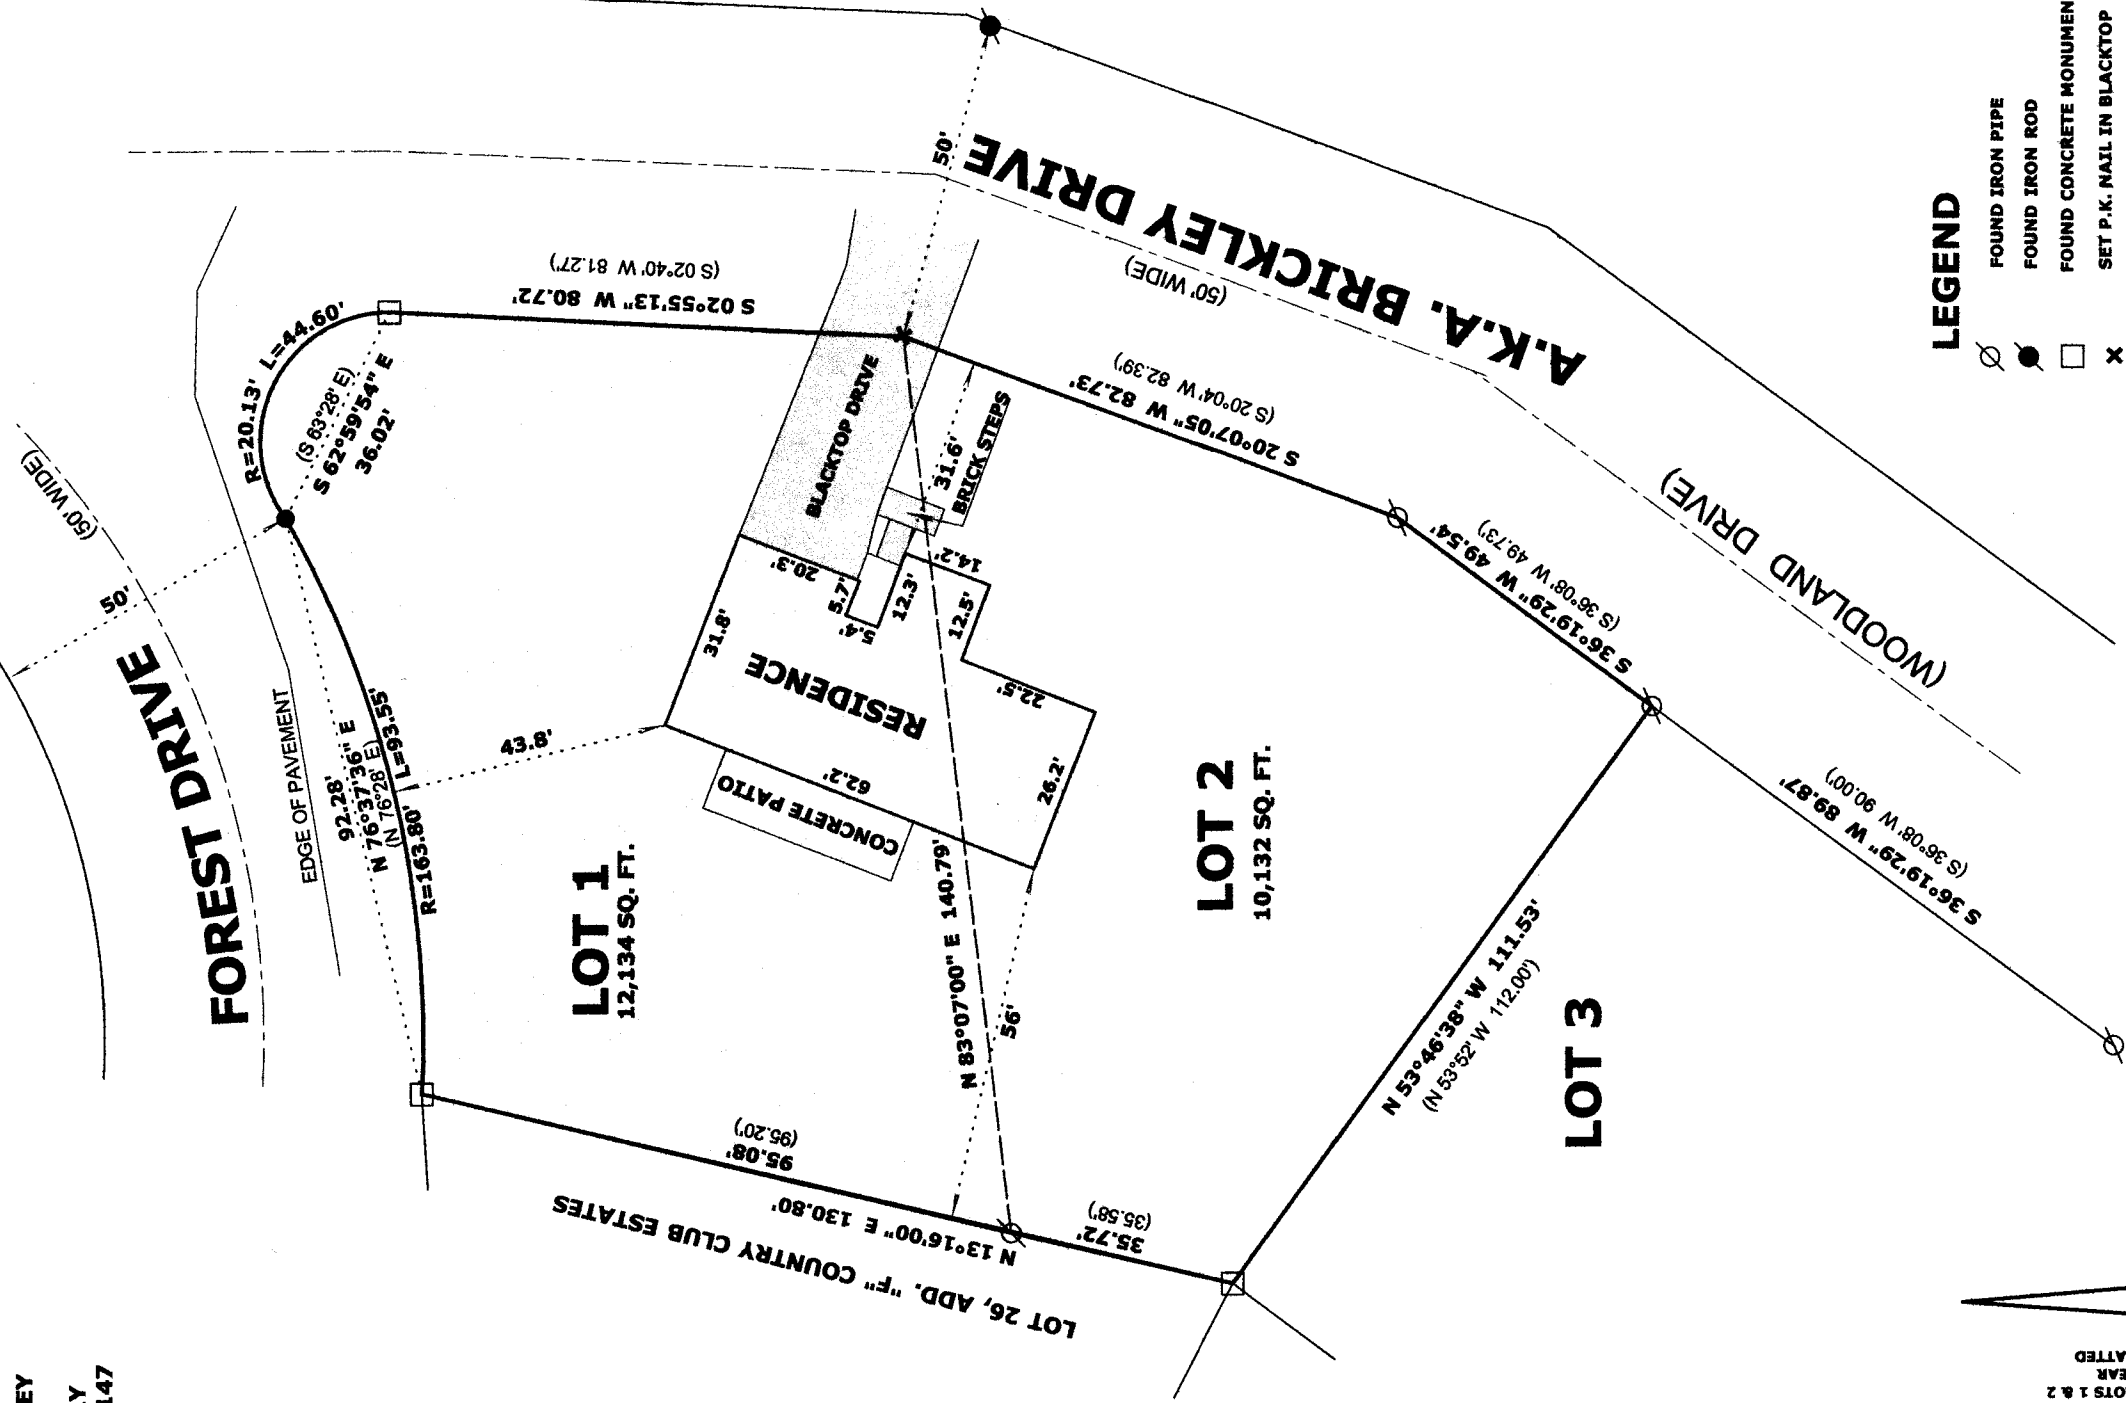 FOREST DRIVE
(50' WIDE)
50'
EDGE OF PAVEMENT
92.28'
N 76°37'36" E
(N 76°28' E)
R=163.80' L=93.55'
R=20.13' L=44.60'
(S 63°28' E)
S 62°59'54" E
36.02'
S 02°55'13" W 80.72'
(S 02°40' W 81.27')
50'
A.K.A. BRICKLEY DRIVE
(50' WIDE)
(WOODLAND DRIVE)
BLACKTOP DRIVE
BRICK STEPS
31.6'
S 20°07'05" W 82.73'
(S 20°04' W 82.39')
S 36°19'29" W 49.54'
(S 36°08' W 49.73')
S 36°19'29" W 89.87'
(S 36°08' W 90.00')
43.8'
RESIDENCE
31.8'
20.3'
5.7'
5.4'
12.3'
14.2'
12.5'
22.5'
26.2'
62.2'
CONCRETE PATIO
LOT 1
12,134 SQ. FT.
N 83°07'00" E 140.79'
56'
LOT 2
10,132 SQ. FT.
N 53°46'38" W 111.53'
(N 53°52' W 112.00')
LOT 3
95.08'
(95.20')
N 13°16'00" E 130.80'
35.72'
(35.58')
LOT 26, ADD. "F" COUNTRY CLUB ESTATES
LEGEND
FOUND IRON PIPE
FOUND IRON ROD
FOUND CONCRETE MONUMEN
SET P.K. NAIL IN BLACKTOP
EY
Y
147
OTS 1 & 2
EAR
ATTED